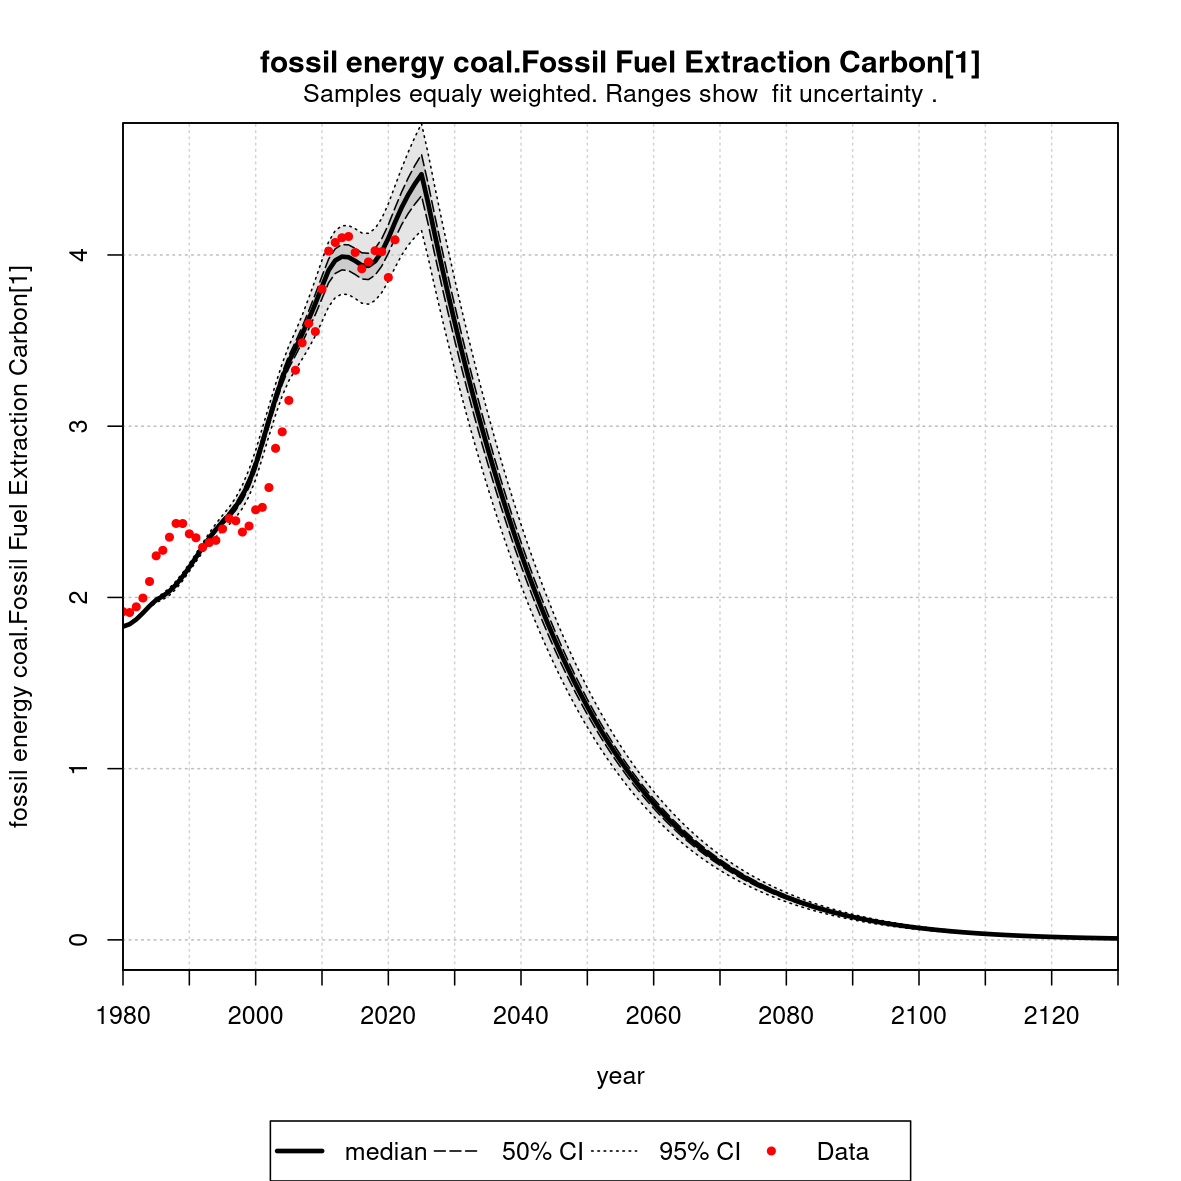 fossil energy coal.Fossil Fuel Extraction Carbon[1]
Samples equaly weighted. Ranges show  fit uncertainty .
fossil energy coal.Fossil Fuel Extraction Carbon[1]
4
3
2
1
0
1980 2000 2020 2040 2060 2080 2100 2120
year
median 50% CI 95% CI Data